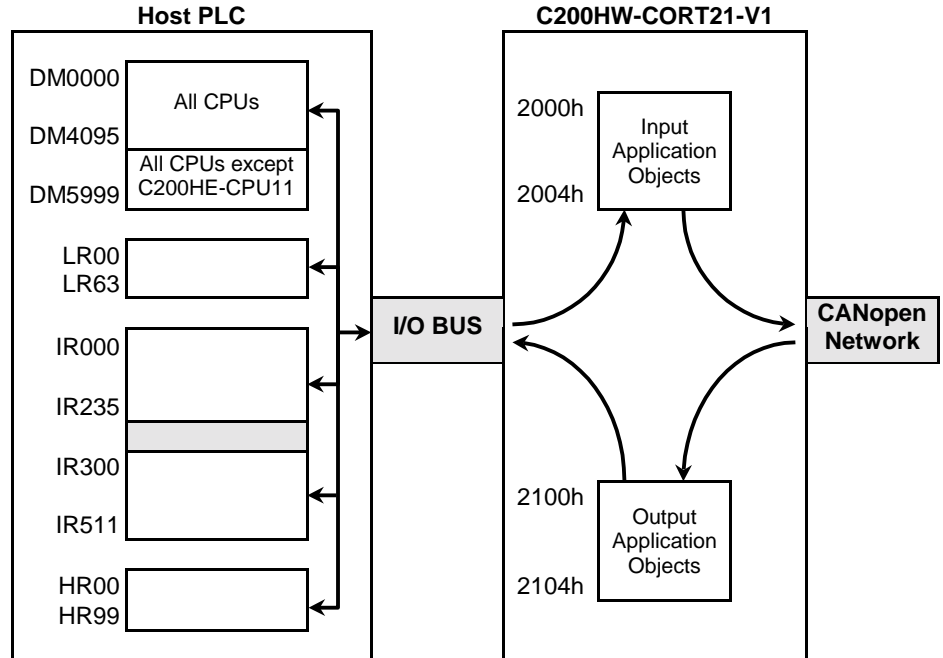 Host PLC
DM0000
All CPUs
DM4095
All CPUs except
C200HE-CPU11
DM5999
LR00
LR63
IR000
IR235
IR300
IR511
HR00
HR99
I/O BUS
C200HW-CORT21-V1
2000h
Input
Application
Objects
2004h
CANopen
Network
2100h
Output
Application
Objects
2104h